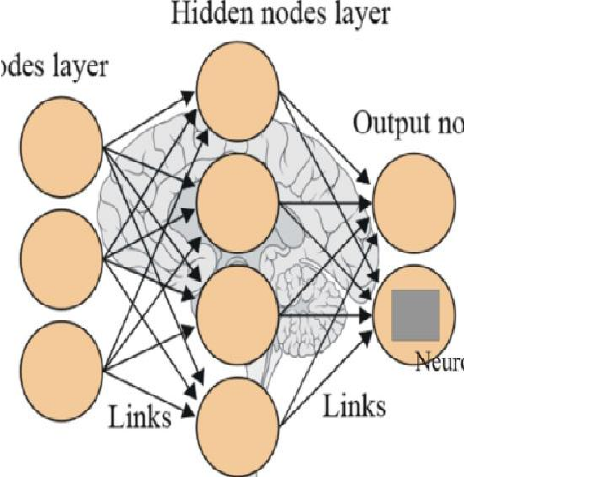 Hidden nodes layer
odes layer
Output no
Links
Links
Neuro